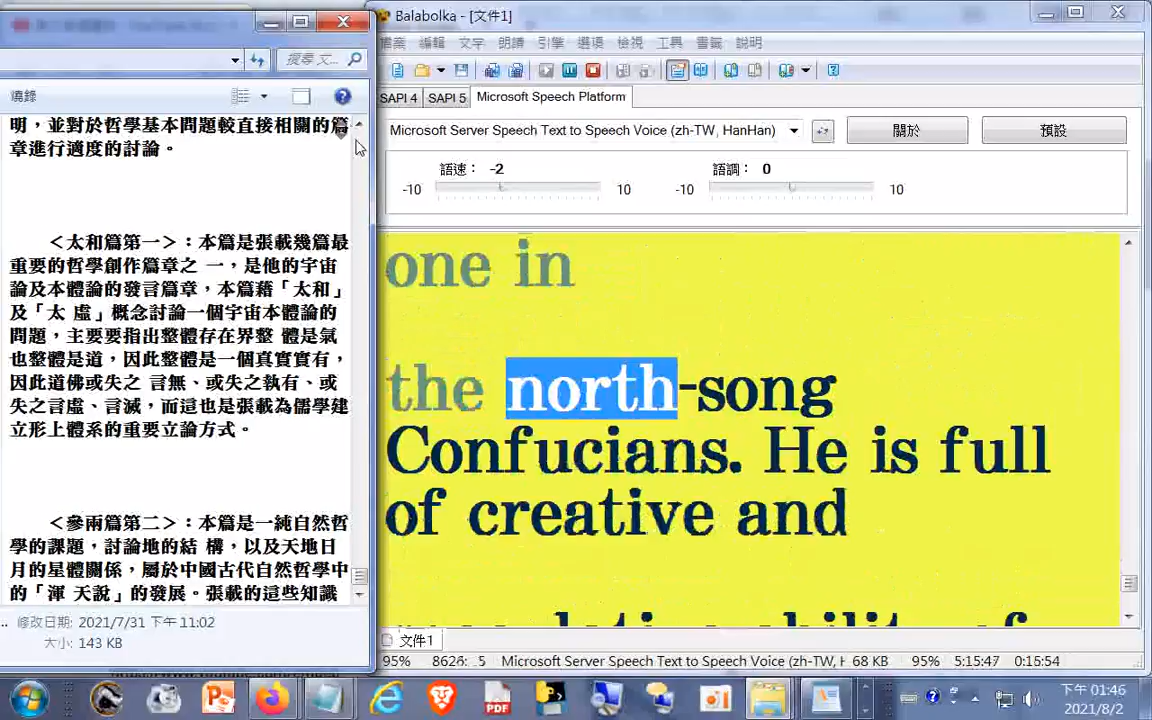 Balabolka - [文件1]
檔案 編輯 文字 朗讀 引擎 選項 檢視 工具 書籤 說明
搜尋 文...
SAPI 4 SAPI 5 Microsoft Speech Platform
燒錄
Microsoft Server Speech Text to Speech Voice (zh-TW, HanHan) 關於 預設
語速： -2 語調： 0
-10 10 -10 10
明，並對於哲學基本問題較直接相關的篇
章進行適度的討論。
＜太和篇第一＞：本篇是張載幾篇最
重要的哲學創作篇章之 一，是他的宇宙
論及本體論的發言篇章，本篇藉「太和」
及「太 虛」概念討論一個宇宙本體論的
問題，主要要指出整體存在界整 體是氣
也整體是道，因此整體是一個真實實有，
因此道佛或失之 言無、或失之執有、或
失之言虛、言滅，而這也是張載為儒學建
立形上體系的重要立論方式。
＜參兩篇第二＞：本篇是一純自然哲
學的課題，討論地的結 構，以及天地日
月的星體關係，屬於中國古代自然哲學中
的「渾 天說」的發展。張載的這些知識
one in
the north-song
Confucians. He is full
of creative and
修改日期: 2021/7/31 下午 11:02
大小: 143 KB
文件1
95% Microsoft Server Speech Text to Speech Voice (zh-TW, H 68 KB 95% 5:15:47 0:15:54
下午 01:46
2021/8/2